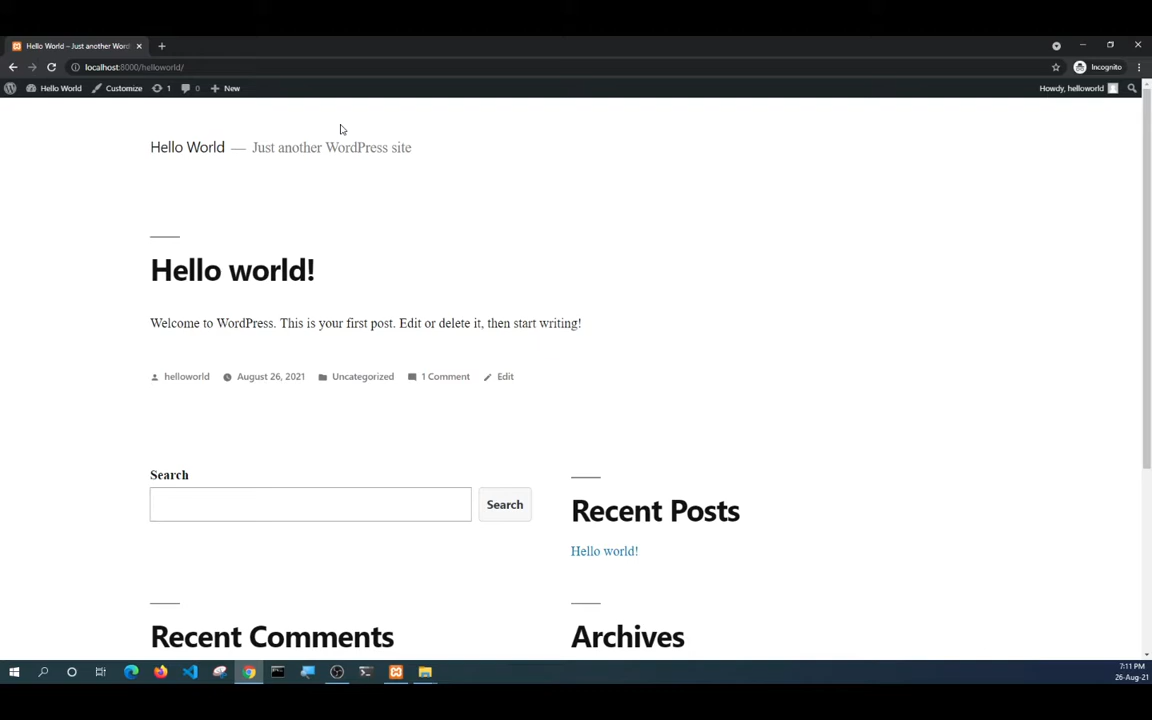 Hello World – Just another Word
localhost:8000/helloworld/
Incognito
Hello World Customize 1 0 New Howdy, helloworld
Hello World — Just another WordPress site
Hello world!
Welcome to WordPress. This is your first post. Edit or delete it, then start writing!
helloworld August 26, 2021 Uncategorized 1 Comment Edit
Search
Search
Recent Posts
Hello world!
Recent Comments
Archives
7:11 PM
26-Aug-21